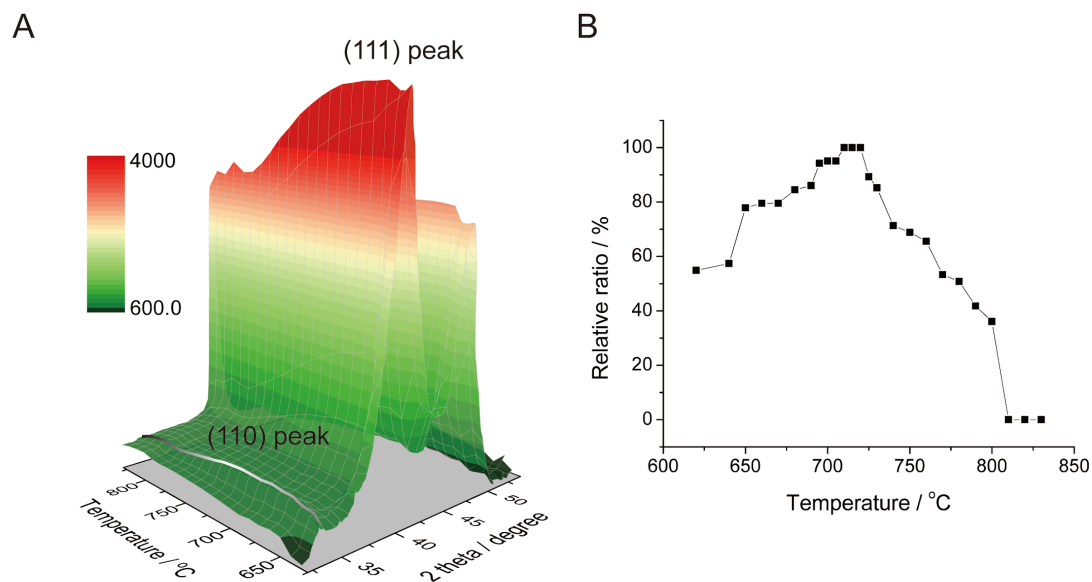 A
(111) peak
4000
600.0
(110) peak
800
750
700
650
Temperature / °C
35
40
45
50
2 theta / degree
B
100
80
60
40
20
0
Relative ratio / %
600
650
700
750
800
850
Temperature / °C